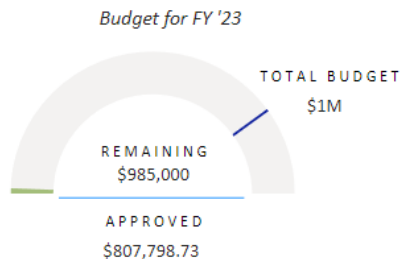 Budget for FY '23
TOTAL BUDGET
$1M
REMAINING
$985,000
APPROVED
$807,798.73